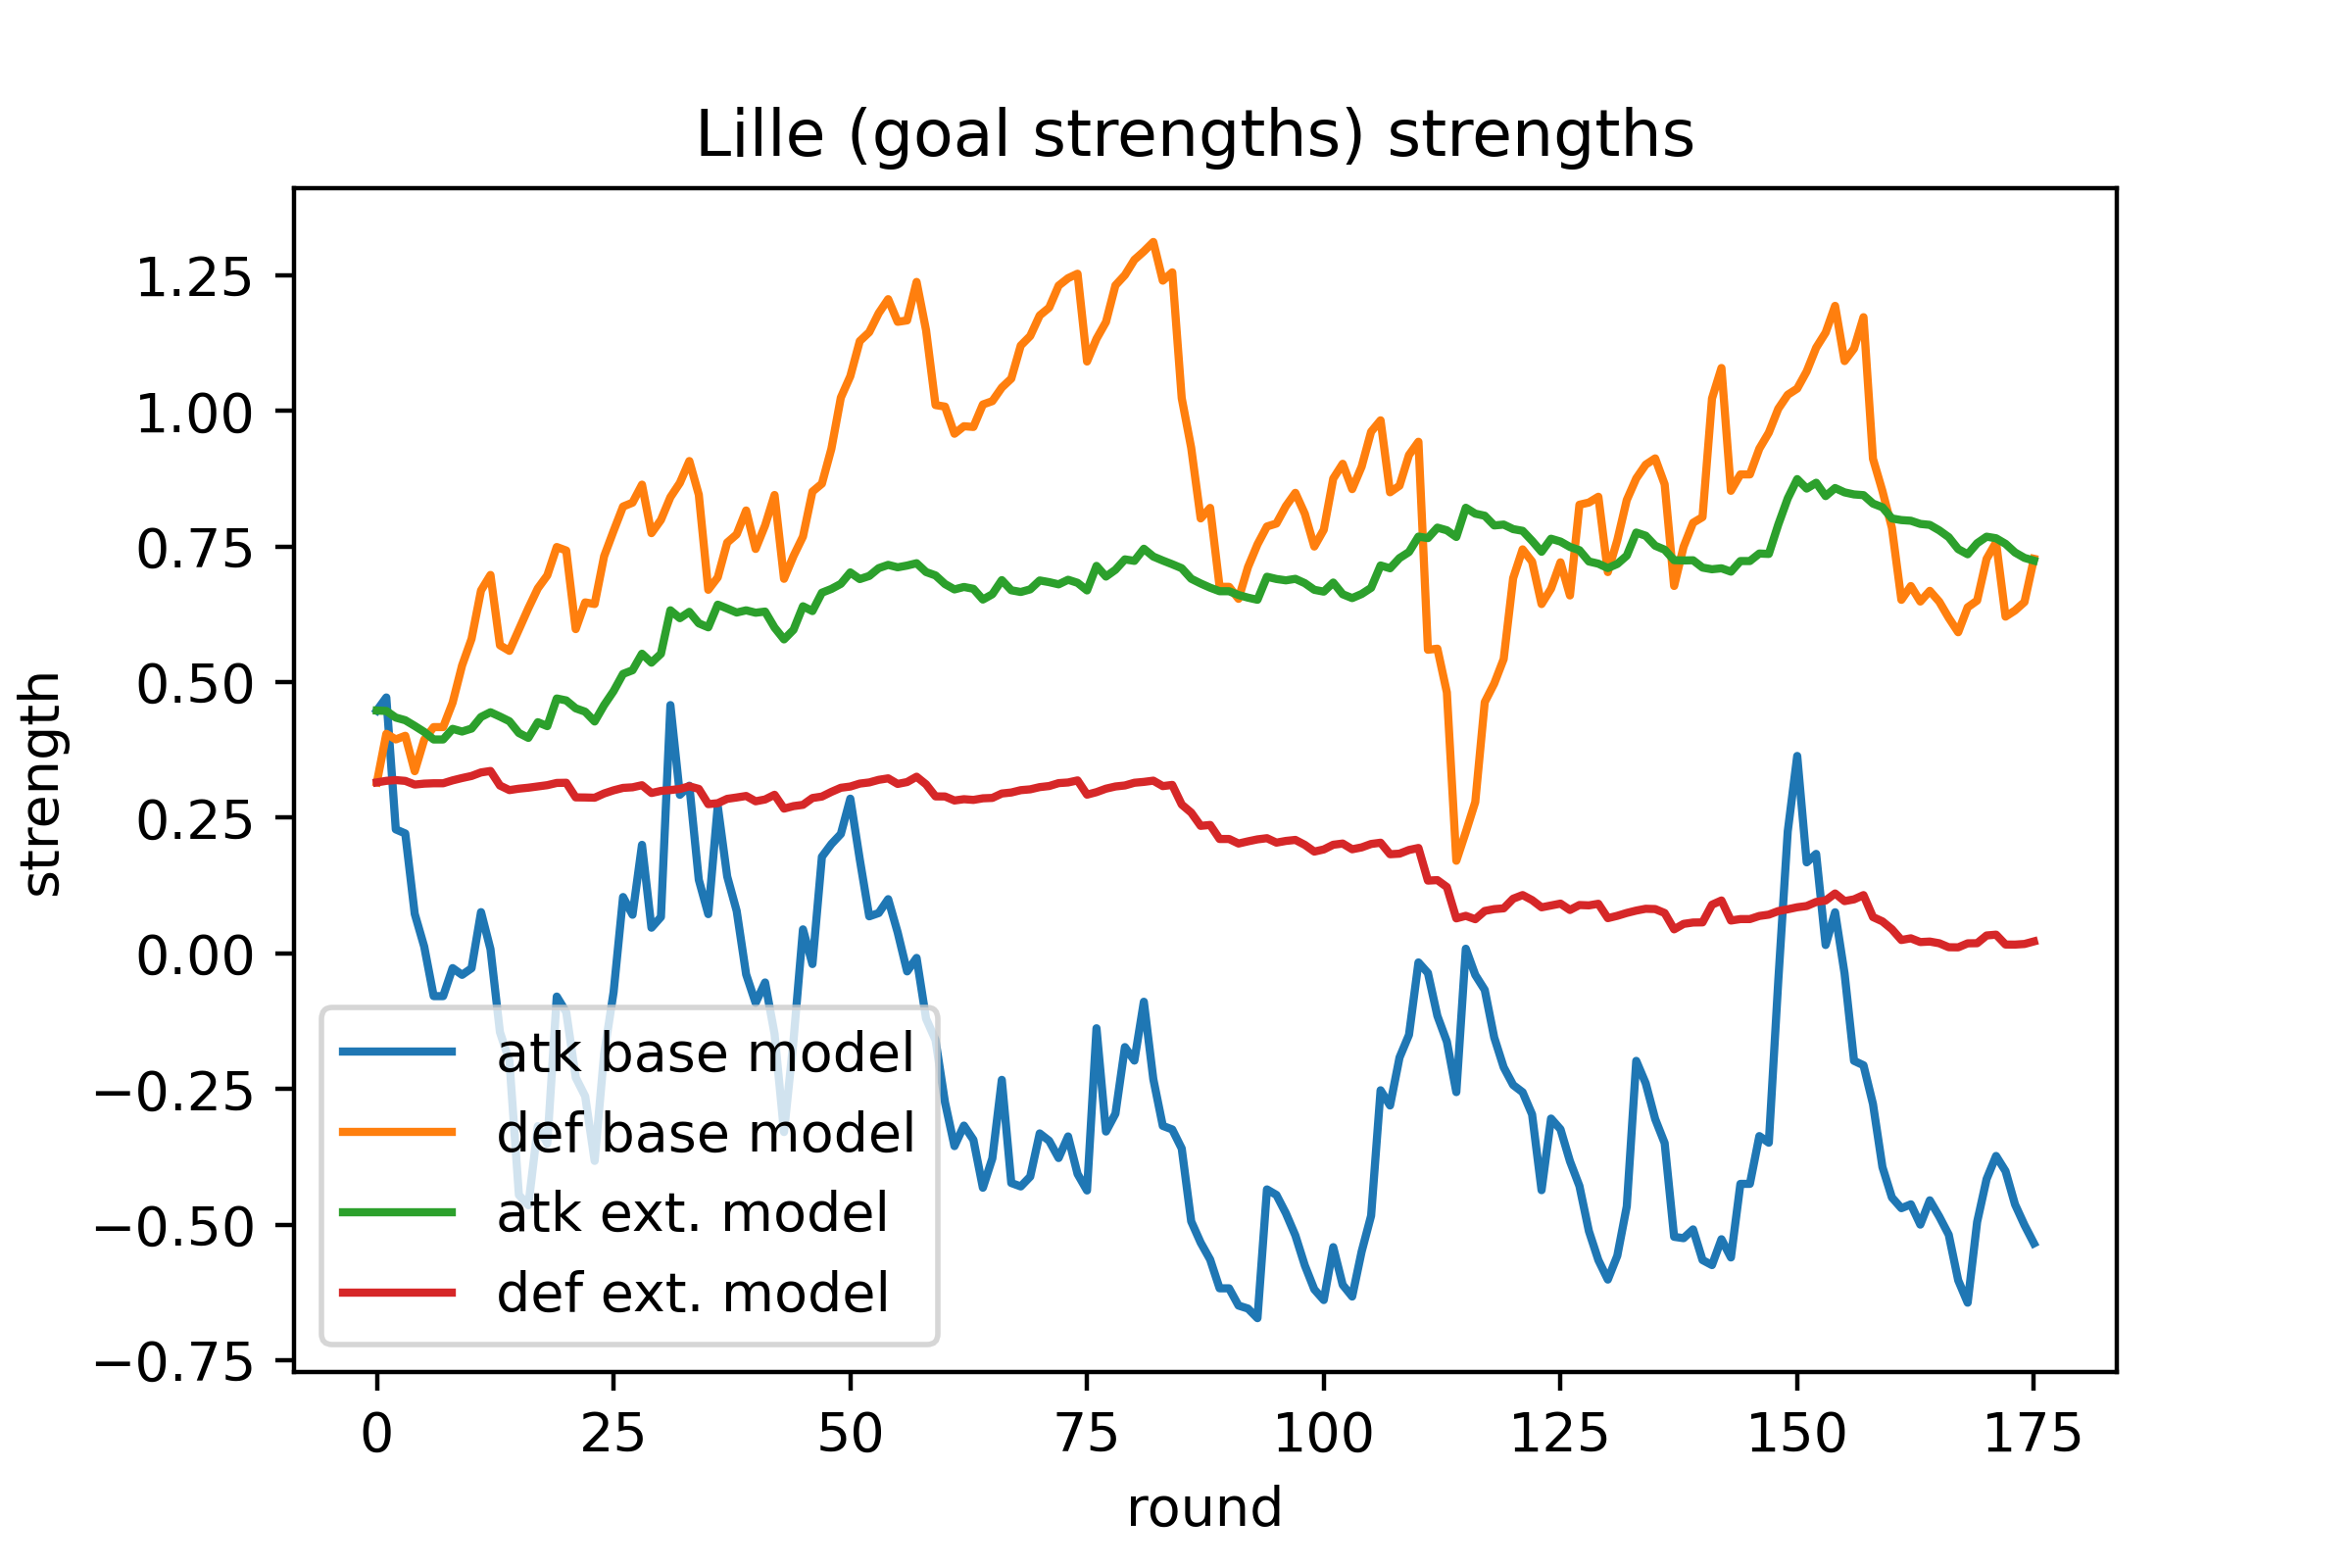 Lille (goal strengths) strengths
1.25
1.00
0.75
0.50
0.25
0.00
−0.25
−0.50
−0.75
strength
atk base model
def base model
atk ext. model
def ext. model
0 25 50 75 100 125 150 175
round